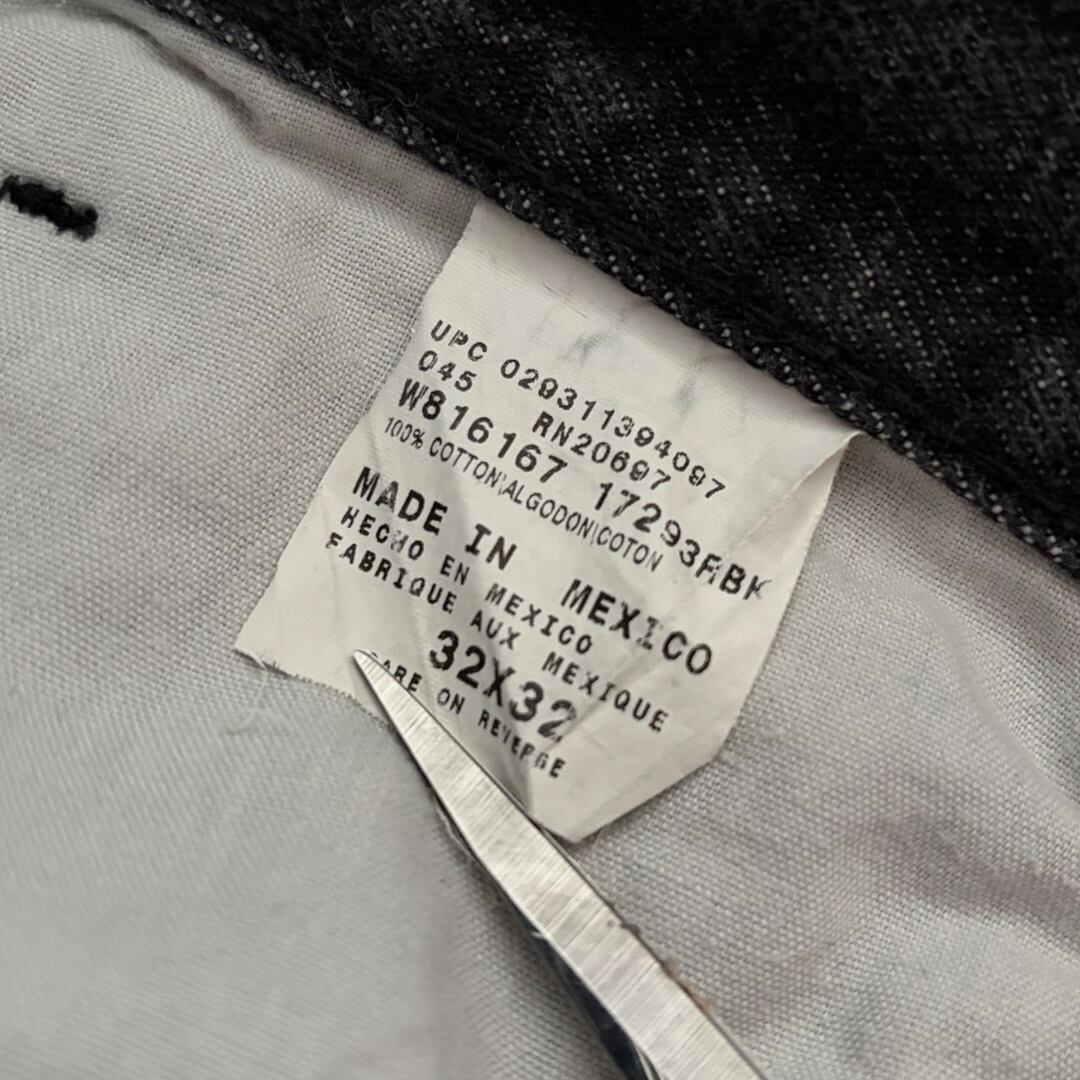 UPC 029311394097
045 RN20697
W816167 17293RBK
100% COTTON\ALGODON\COTON
MADE IN MEXICO
HECHO EN MEXICO
FABRIQUE AUX MEXIQUE
32X32
CARE ON REVERSE